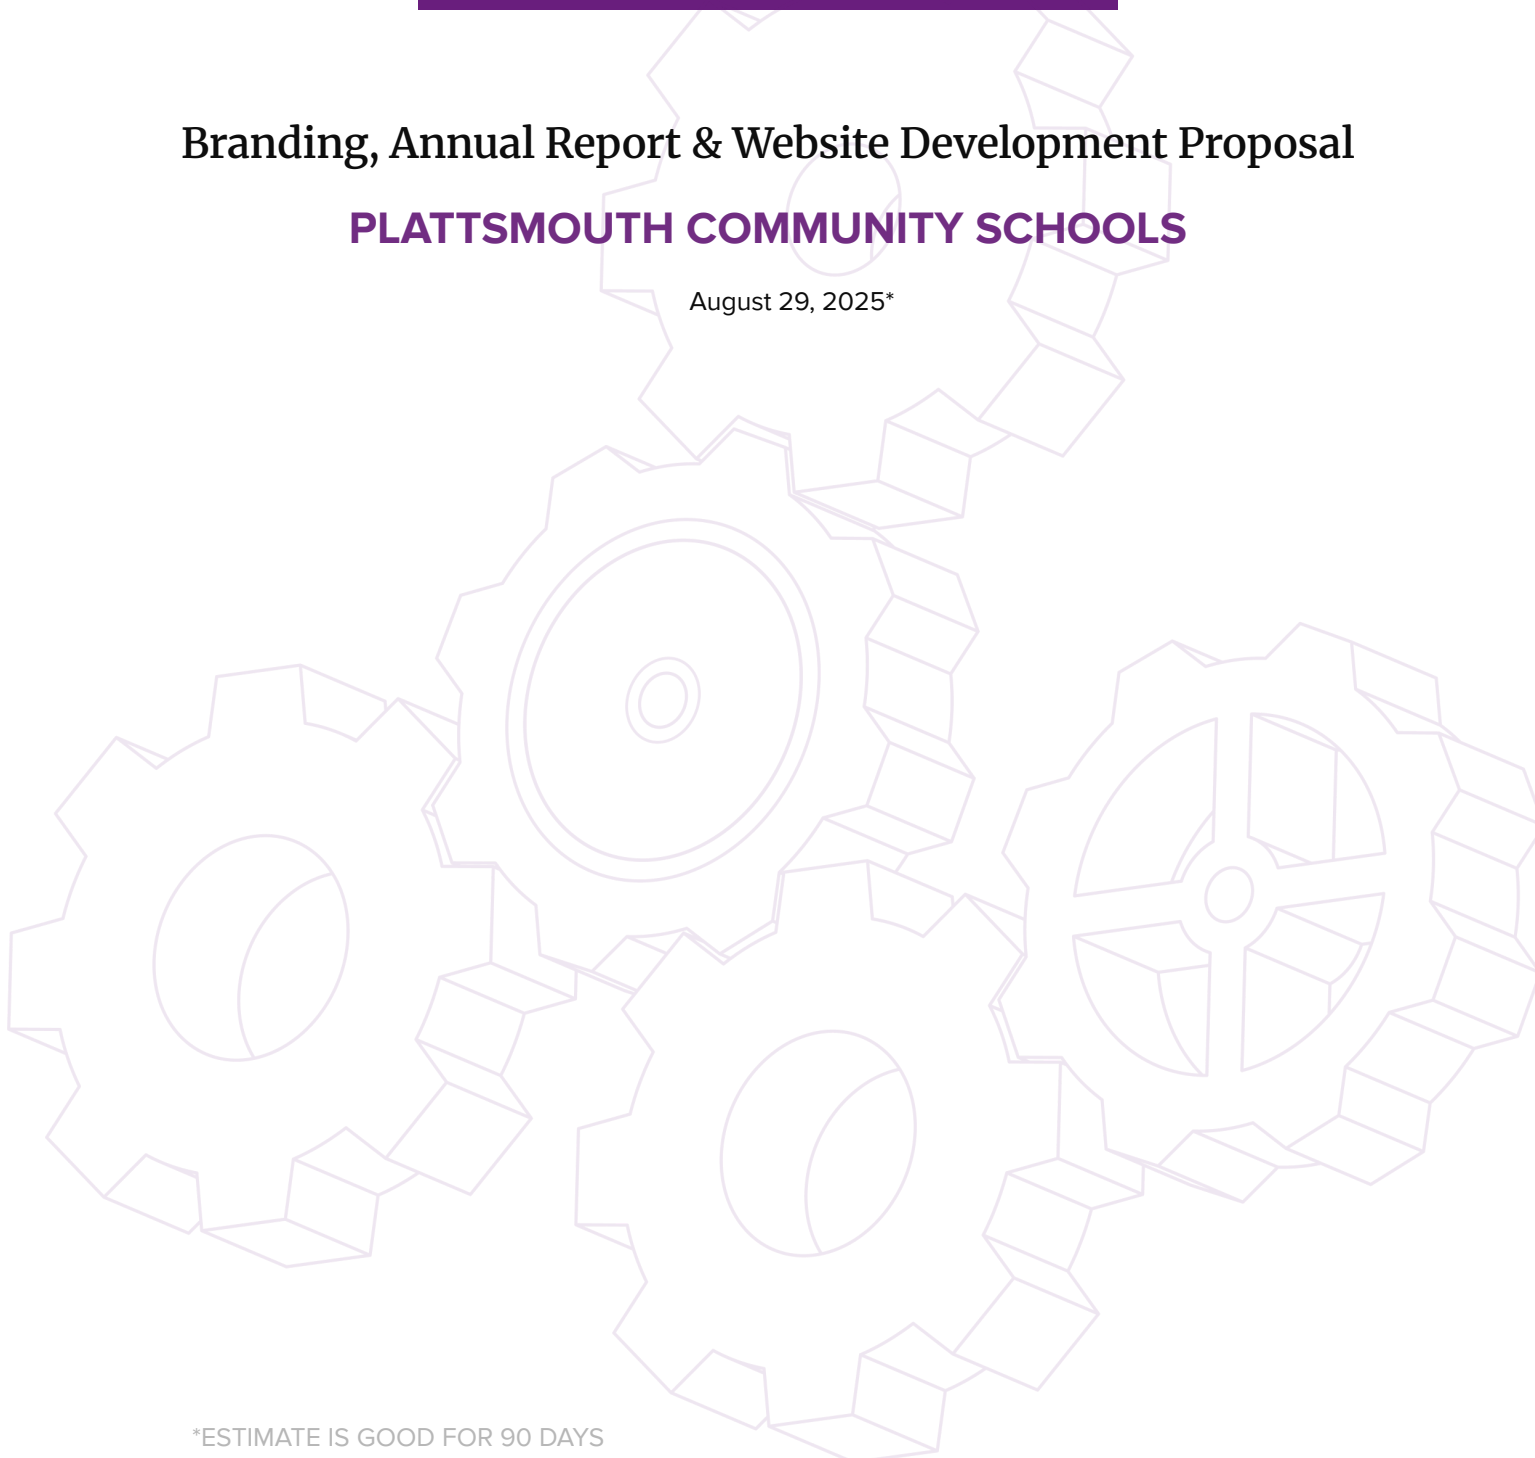 Branding, Annual Report & Website Development Proposal
PLATTSMOUTH COMMUNITY SCHOOLS
August 29, 2025*
*ESTIMATE IS GOOD FOR 90 DAYS